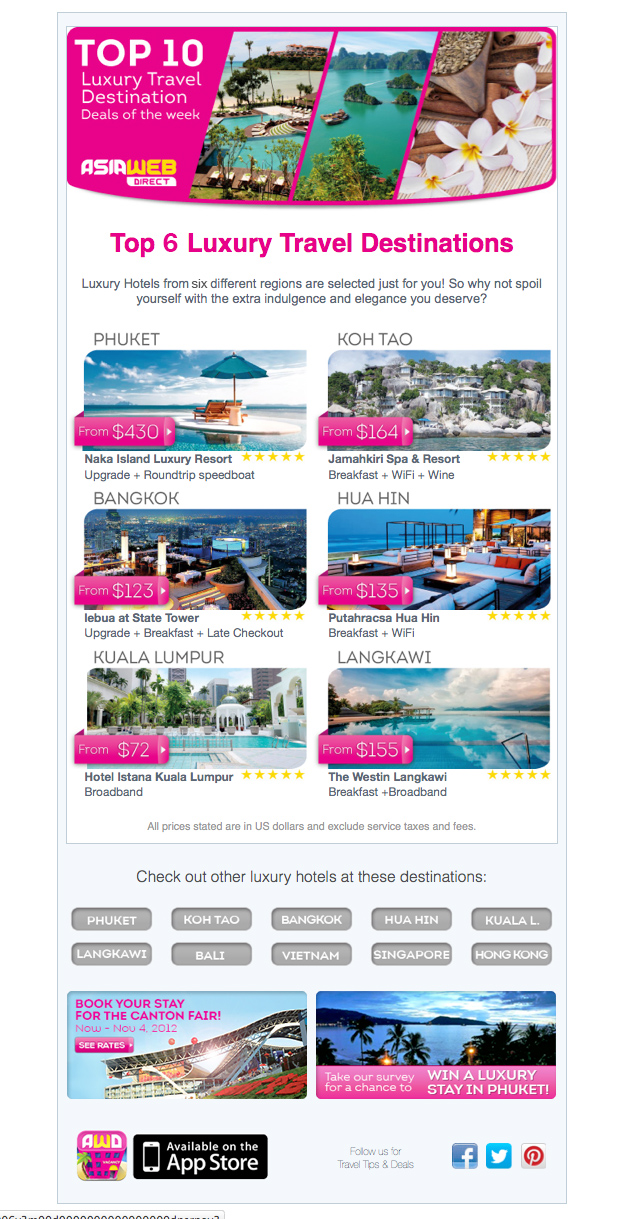 TOP 10
Luxury Travel
Destination
Deals of the week
ASIAWEB
DIRECT
Top 6 Luxury Travel Destinations
Luxury Hotels from six different regions are selected just for you! So why not spoil
yourself with the extra indulgence and elegance you deserve?
PHUKET
From $430
Naka Island Luxury Resort
Upgrade + Roundtrip speedboat
KOH TAO
From $164
Jamahkiri Spa & Resort
Breakfast + WiFi + Wine
BANGKOK
From $123
lebua at State Tower
Upgrade + Breakfast + Late Checkout
HUA HIN
From $135
Putahracsa Hua Hin
Breakfast + WiFi
KUALA LUMPUR
From $72
Hotel Istana Kuala Lumpur
Broadband
LANGKAWI
From $155
The Westin Langkawi
Breakfast +Broadband
All prices stated are in US dollars and exclude service taxes and fees.
Check out other luxury hotels at these destinations:
PHUKET KOH TAO BANGKOK HUA HIN KUALA L.
LANGKAWI BALI VIETNAM SINGAPORE HONG KONG
BOOK YOUR STAY
FOR THE CANTON FAIR!
Now - Nov 4, 2012
SEE RATES
Take our survey
for a chance to
WIN A LUXURY
STAY IN PHUKET!
AWD
VACANCY
Available on the
App Store
Follow us for
Travel Tips & Deals